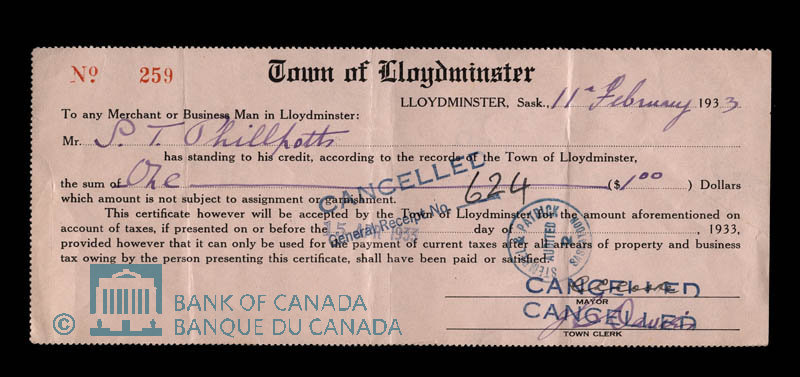 Nº 259 Town of Lloydminster
LLOYDMINSTER, Sask., 11th February 1933
To any Merchant or Business Man in Lloydminster:
Mr. S. T. Phillpotts
has standing to his credit, according to the records of the Town of Lloydminster,
the sum of One ($1.00) Dollars
which amount is not subject to assignment or garnishment.
CANCELLED
General Receipt No. 624
This certificate however will be accepted by the Town of Lloydminster for the amount aforementioned on
account of taxes, if presented on or before the 15 1933 day of , 1933,
provided however that it can only be used for the payment of current taxes after all arrears of property and business
tax owing by the person presenting this certificate, shall have been paid or satisfied.
PATRICK
AUDITED
2
CANCELLED
MAYOR
CANCELLED
TOWN CLERK
© BANK OF CANADA
BANQUE DU CANADA